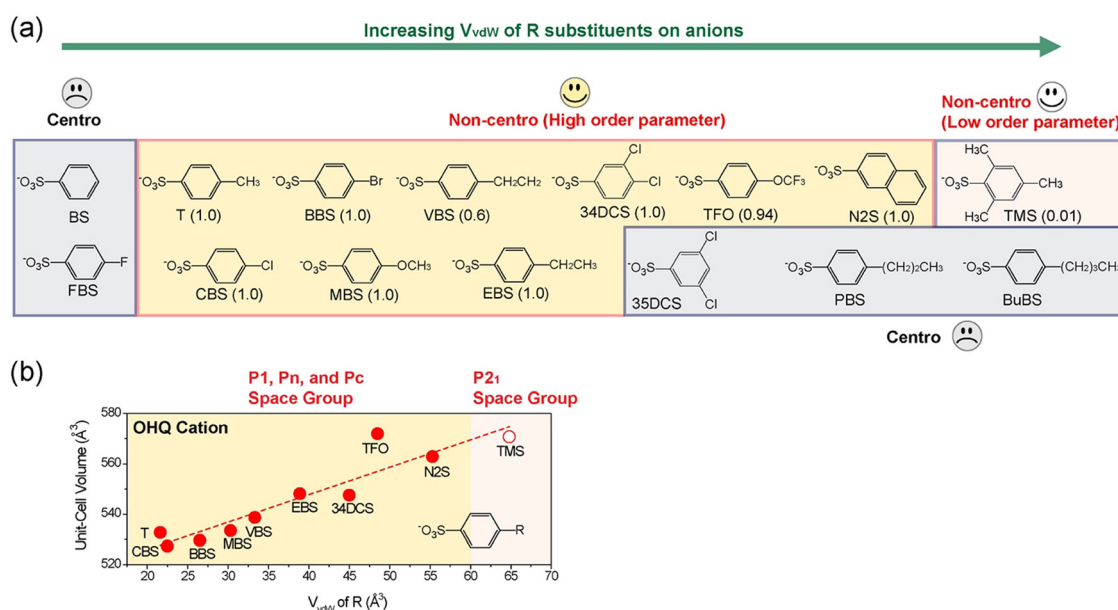 (a)
Increasing VvdW of R substituents on anions
Centro
Non-centro (High order parameter)
Non-centro
(Low order parameter)
⁻O₃S
BS
⁻O₃S CH₃
T (1.0)
⁻O₃S Br
BBS (1.0)
⁻O₃S CH₂CH₂
VBS (0.6)
⁻O₃S Cl Cl
34DCS (1.0)
⁻O₃S OCF₃
TFO (0.94)
⁻O₃S
N2S (1.0)
H₃C ⁻O₃S CH₃ H₃C
TMS (0.01)
⁻O₃S F
FBS
⁻O₃S Cl
CBS (1.0)
⁻O₃S OCH₃
MBS (1.0)
⁻O₃S CH₂CH₃
EBS (1.0)
⁻O₃S Cl Cl
35DCS
⁻O₃S (CH₂)₂CH₃
PBS
⁻O₃S (CH₂)₃CH₃
BuBS
Centro
(b)
P1, Pn, and Pc
Space Group
P2₁
Space Group
Unit-Cell Volume (Å³)
580
560
540
520
OHQ Cation
TFO
TMS
N2S
EBS
34DCS
T
VBS
MBS
CBS
BBS
⁻O₃S R
20 25 30 35 40 45 50 55 60 65 70
VvdW of R (Å³)